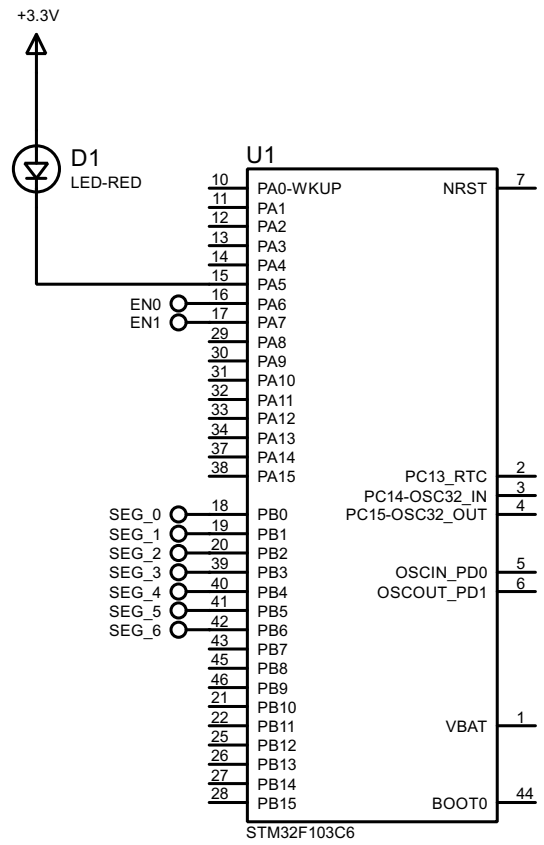 +3.3V
D1
LED-RED
U1
10 PA0-WKUP NRST 7
11 PA1
12 PA2
13 PA3
14 PA4
15 PA5
EN0 16 PA6
EN1 17 PA7
29 PA8
30 PA9
31 PA10
32 PA11
33 PA12
34 PA13
37 PA14
38 PA15 PC13_RTC 2
PC14-OSC32_IN 3
SEG_0 18 PB0 PC15-OSC32_OUT 4
SEG_1 19 PB1
SEG_2 20 PB2
SEG_3 39 PB3 OSCIN_PD0 5
SEG_4 40 PB4 OSCOUT_PD1 6
SEG_5 41 PB5
SEG_6 42 PB6
43 PB7
45 PB8
46 PB9
21 PB10
22 PB11 VBAT 1
25 PB12
26 PB13
27 PB14
28 PB15 BOOT0 44
STM32F103C6